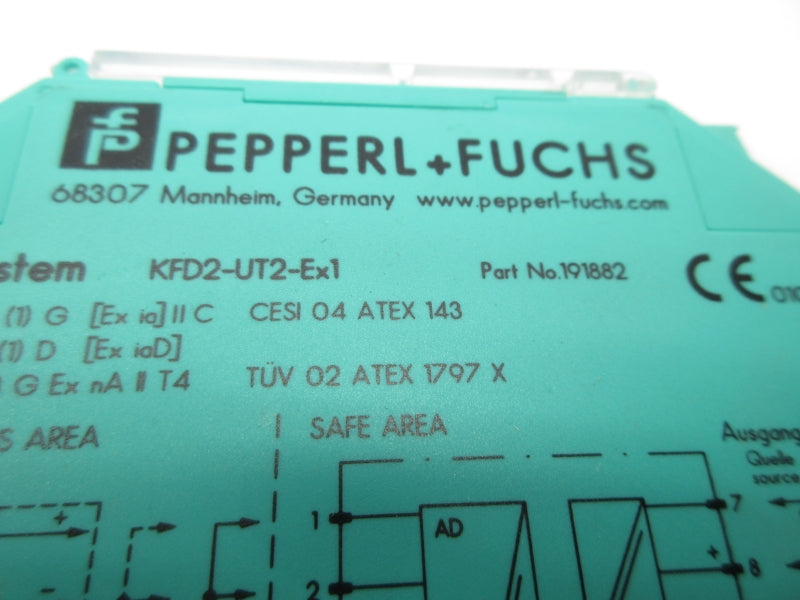 PEPPERL+FUCHS
68307 Mannheim, Germany www.pepperl-fuchs.com
stem KFD2-UT2-Ex1 Part No.191882 CE 010
(1) G [Ex ia] II C CESI 04 ATEX 143
(1) D [Ex iaD]
G Ex nA II T4 TÜV 02 ATEX 1797 X
S AREA SAFE AREA
Ausgang
Quelle
source
+ 1 AD 7
- 2 + 8